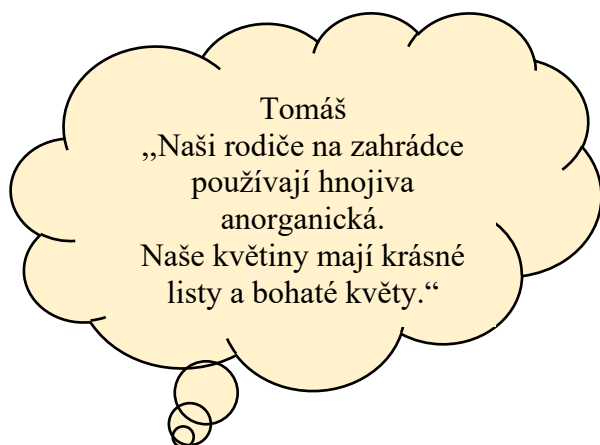 Tomáš
,,Naši rodiče na zahrádce
používají hnojiva
anorganická.
Naše květiny mají krásné
listy a bohaté květy.“